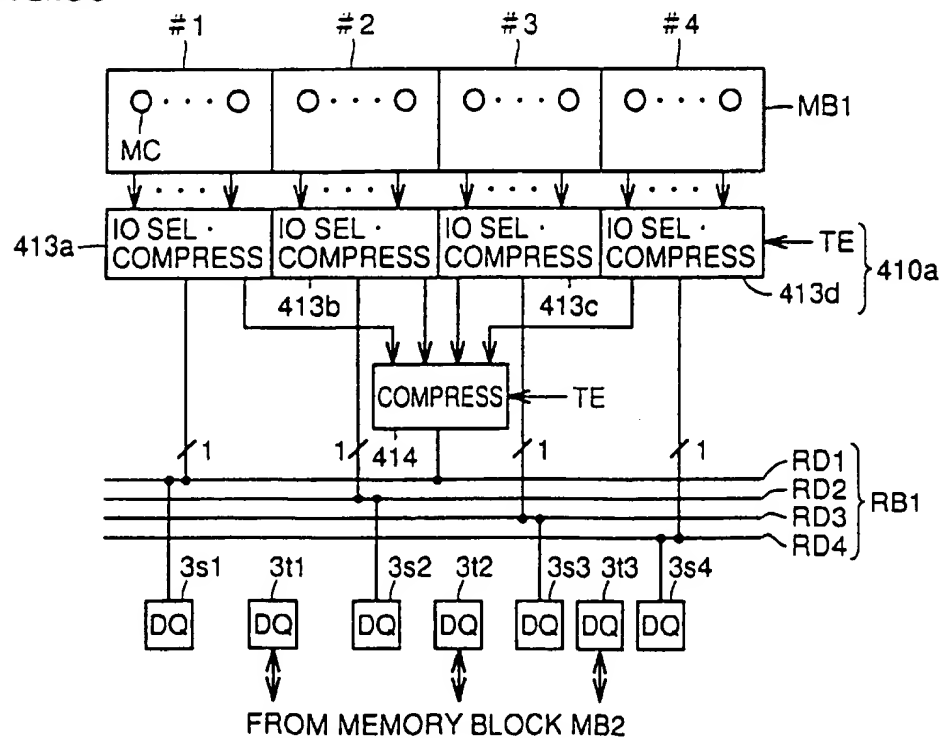 #1 #2 #3 #4
MC
MB1
IO SEL · COMPRESS
IO SEL · COMPRESS
IO SEL · COMPRESS
IO SEL · COMPRESS
TE
413a
413b
413c
413d
410a
COMPRESS
TE
414
1 1 1 1
RD1
RD2
RD3
RD4
RB1
3s1 3t1 3s2 3t2 3s3 3t3 3s4
DQ DQ DQ DQ DQ DQ DQ
FROM MEMORY BLOCK MB2